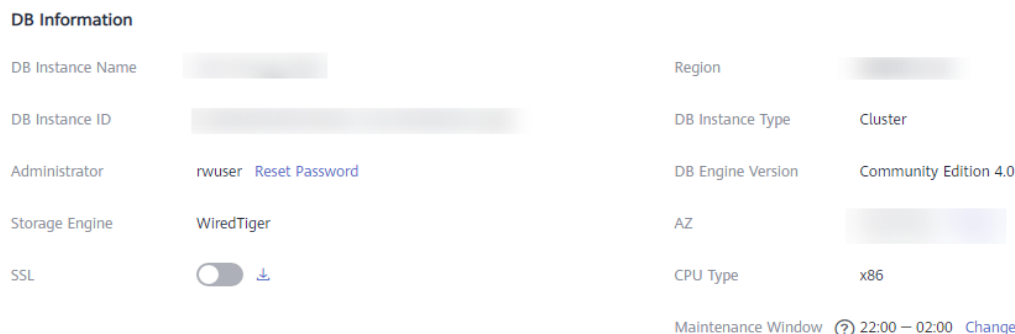 DB Information
DB Instance Name
Region
DB Instance ID
DB Instance Type Cluster
Administrator rwuser Reset Password
DB Engine Version Community Edition 4.0
Storage Engine WiredTiger
AZ
SSL
CPU Type x86
Maintenance Window ? 22:00 — 02:00 Change